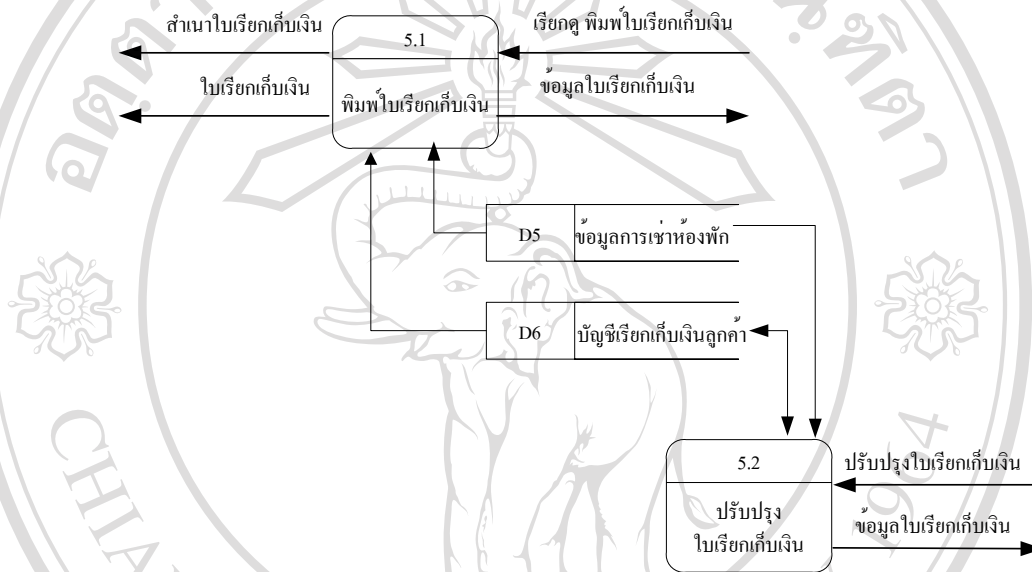 สำเนาใบเรียกเก็บเงิน
5.1
เรียกดู พิมพ์ใบเรียกเก็บเงิน
ใบเรียกเก็บเงิน
พิมพ์ใบเรียกเก็บเงิน
ข้อมูลใบเรียกเก็บเงิน
D5
ข้อมูลการเช่าห้องพัก
D6
บัญชีเรียกเก็บเงินลูกค้า
5.2
ปรับปรุงใบเรียกเก็บเงิน
ปรับปรุง
ใบเรียกเก็บเงิน
ข้อมูลใบเรียกเก็บเงิน
CHIA
1964